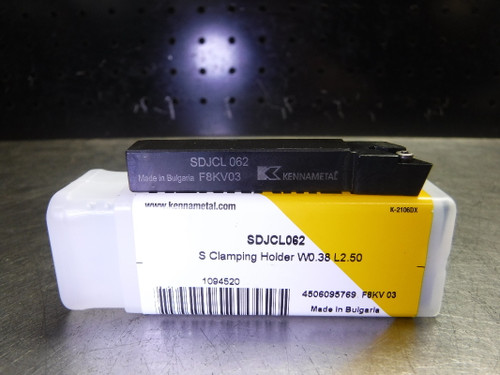 SDJCL 062
Made in Bulgaria F8KV03 KENNAMETAL
www.kennametal.com
K-21060X
SDJCL062
S Clamping Holder W0.38 L2.50
1094520
4506095769 F8KV 03
Made in Bulgaria